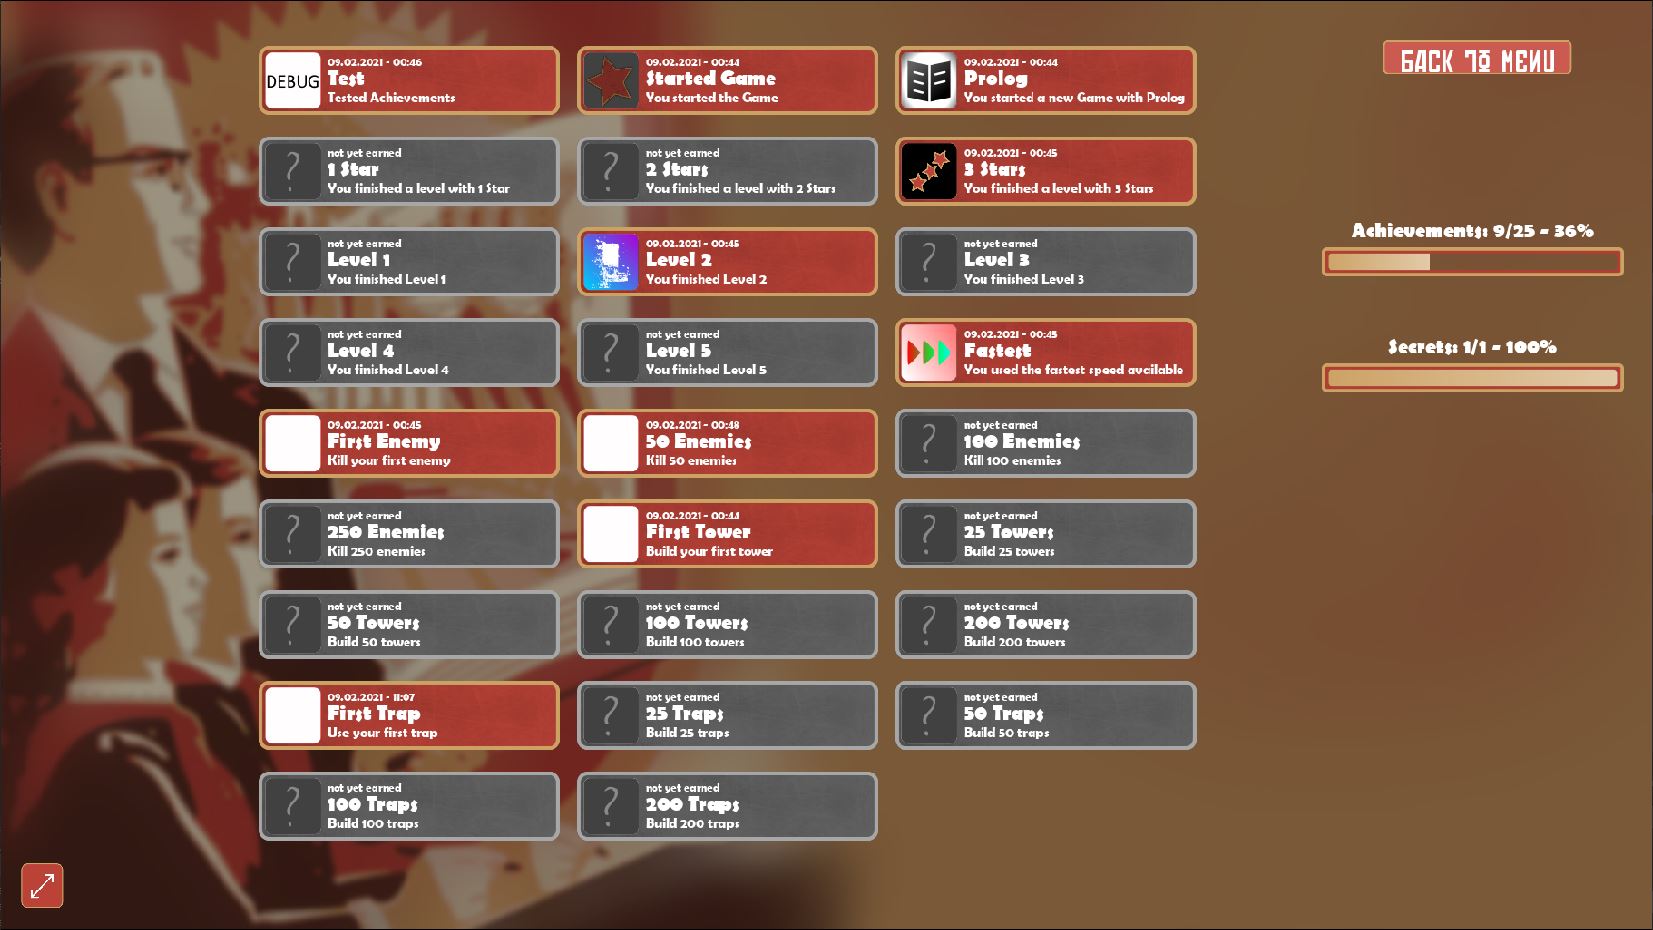 09.02.2021 - 00:46
DEBUG
Test
Tested Achievements
09.02.2021 - 00:44
Started Game
You started the Game
09.02.2021 - 00:44
Prolog
You started a new Game with Prolog
BACK TO MENU
not yet earned
1 Star
You finished a level with 1 Star
not yet earned
2 Stars
You finished a level with 2 Stars
09.02.2021 - 00:45
3 Stars
You finished a level with 3 Stars
not yet earned
Level 1
You finished Level 1
09.02.2021 - 00:45
Level 2
You finished Level 2
not yet earned
Level 3
You finished Level 3
Achievements: 9/25 - 36%
not yet earned
Level 4
You finished Level 4
not yet earned
Level 5
You finished Level 5
09.02.2021 - 00:45
Fastest
You used the fastest speed available
Secrets: 1/1 - 100%
09.02.2021 - 00:45
First Enemy
Kill your first enemy
09.02.2021 - 00:48
50 Enemies
Kill 50 enemies
not yet earned
100 Enemies
Kill 100 enemies
not yet earned
250 Enemies
Kill 250 enemies
09.02.2021 - 00:44
First Tower
Build your first tower
not yet earned
25 Towers
Build 25 towers
not yet earned
50 Towers
Build 50 towers
not yet earned
100 Towers
Build 100 towers
not yet earned
200 Towers
Build 200 towers
09.02.2021 - 11:07
First Trap
Use your first trap
not yet earned
25 Traps
Build 25 traps
not yet earned
50 Traps
Build 50 traps
not yet earned
100 Traps
Build 100 traps
not yet earned
200 Traps
Build 200 traps